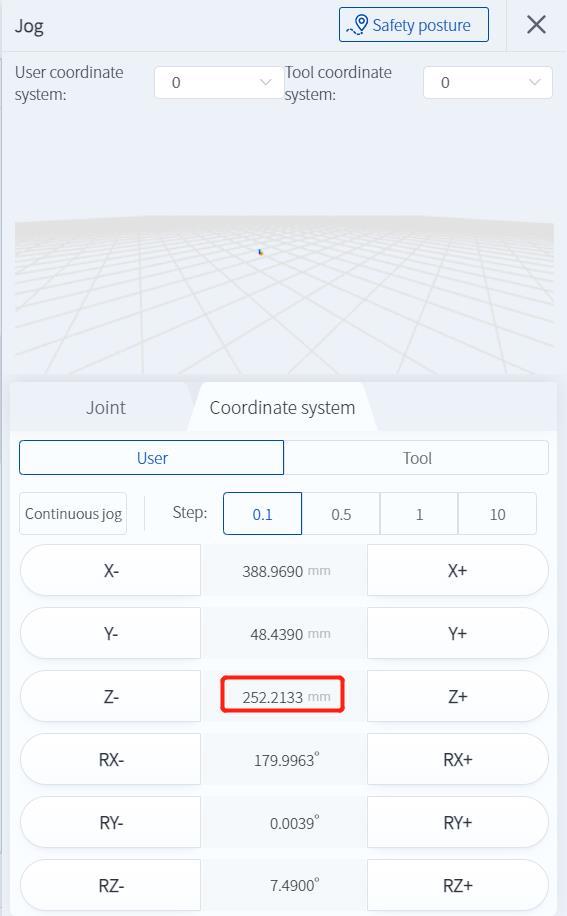 Jog
Safety posture
User coordinate
system:
0
Tool coordinate
system:
0
Joint
Coordinate system
User
Tool
Continuous jog
Step:
0.1
0.5
1
10
X-
388.9690 mm
X+
Y-
48.4390 mm
Y+
Z-
252.2133 mm
Z+
RX-
179.9963°
RX+
RY-
0.0039°
RY+
RZ-
7.4900°
RZ+